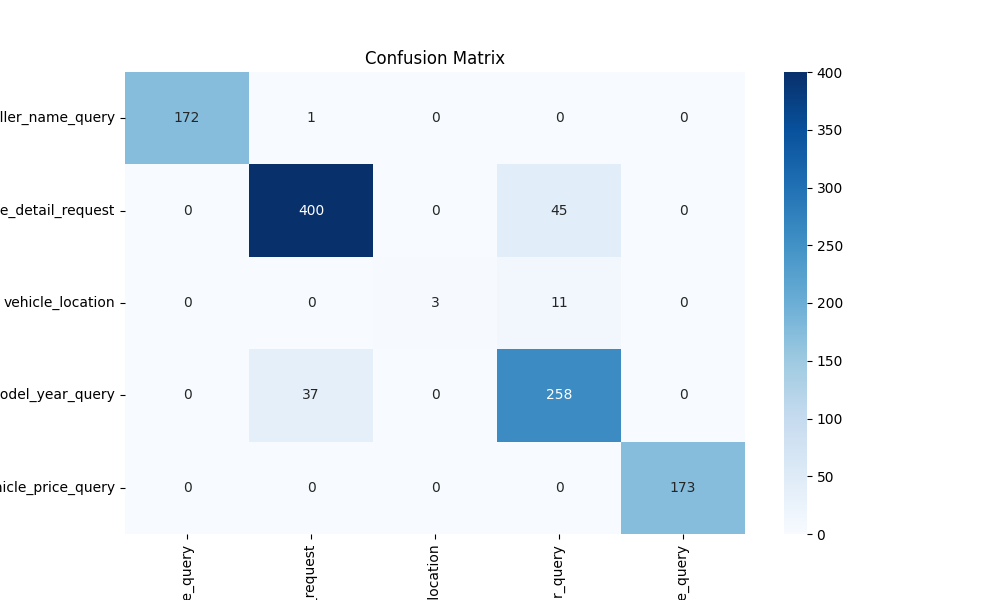 Confusion Matrix
ller_name_query 172 1 0 0 0
e_detail_request 0 400 0 45 0
vehicle_location 0 0 3 11 0
odel_year_query 0 37 0 258 0
nicle_price_query 0 0 0 0 173
e_query _request location r_query e_query
400
350
300
250
200
150
100
50
0